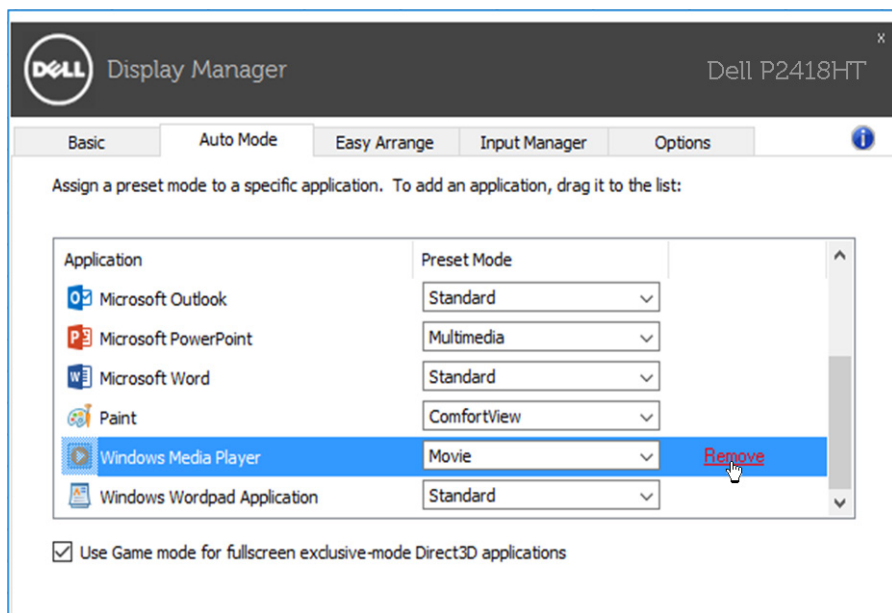 DELL Display Manager Dell P2418HT x
Basic Auto Mode Easy Arrange Input Manager Options i
Assign a preset mode to a specific application. To add an application, drag it to the list:
Application Preset Mode
Microsoft Outlook Standard
Microsoft PowerPoint Multimedia
Microsoft Word Standard
Paint ComfortView
Windows Media Player Movie Remove
Windows Wordpad Application Standard
Use Game mode for fullscreen exclusive-mode Direct3D applications